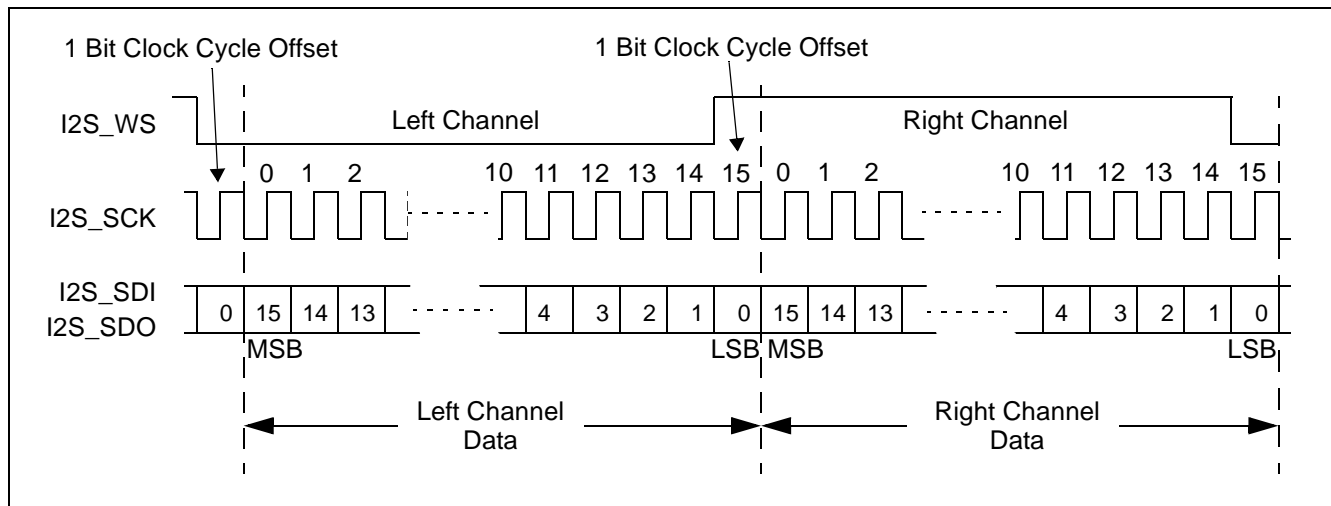 1 Bit Clock Cycle Offset 1 Bit Clock Cycle Offset
I2S_WS Left Channel Right Channel
0 1 2 10 11 12 13 14 15 0 1 2 10 11 12 13 14 15
I2S_SCK
I2S_SDI
0 15 14 13 4 3 2 1 0 15 14 13 4 3 2 1 0
I2S_SDO
MSB LSB MSB LSB
Left Channel Data Right Channel Data